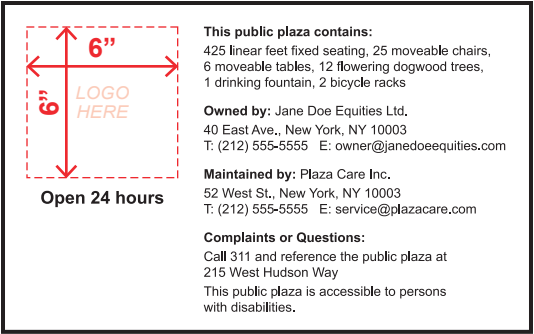 6”
6”
LOGO
HERE
Open 24 hours
This public plaza contains:
425 linear feet fixed seating, 25 moveable chairs,
6 moveable tables, 12 flowering dogwood trees,
1 drinking fountain, 2 bicycle racks
Owned by: Jane Doe Equities Ltd.
40 East Ave., New York, NY 10003
T: (212) 555-5555 E: owner@janedoeequities.com
Maintained by: Plaza Care Inc.
52 West St., New York, NY 10003
T: (212) 555-5555 E: service@plazacare.com
Complaints or Questions:
Call 311 and reference the public plaza at
215 West Hudson Way
This public plaza is accessible to persons
with disabilities.